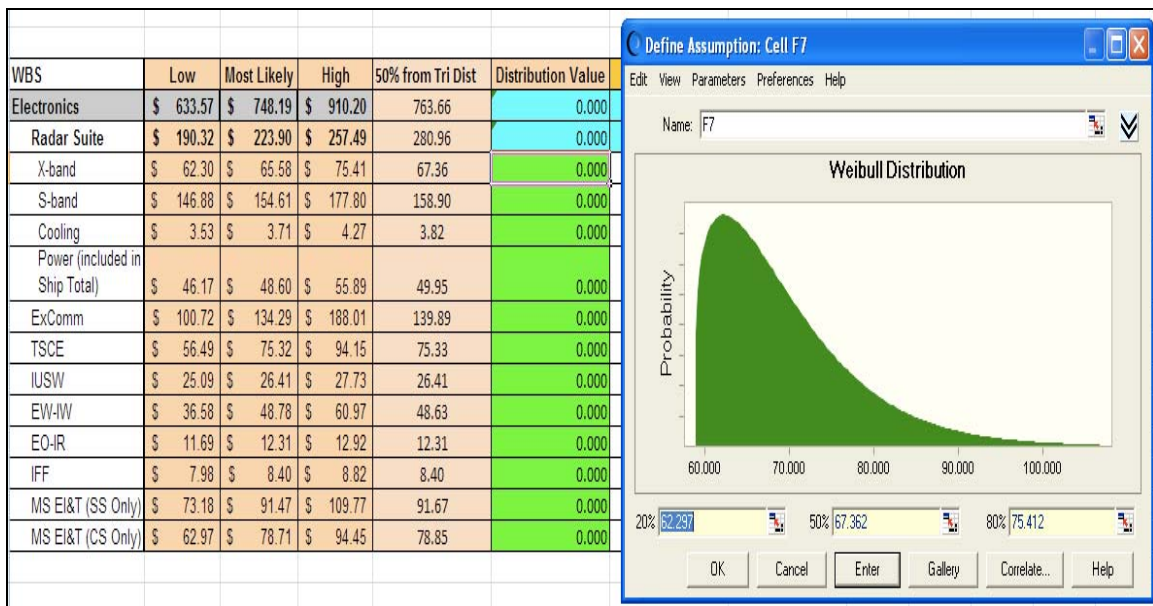 WBS Low Most Likely High 50% from Tri Dist Distribution Value
Electronics $ 633.57 $ 748.19 $ 910.20 763.66 0.000
Radar Suite $ 190.32 $ 223.90 $ 257.49 280.96 0.000
X-band $ 62.30 $ 65.58 $ 75.41 67.36 0.000
S-band $ 146.88 $ 154.61 $ 177.80 158.90 0.000
Cooling $ 3.53 $ 3.71 $ 4.27 3.82 0.000
Power (included in
Ship Total) $ 46.17 $ 48.60 $ 55.89 49.95 0.000
ExComm $ 100.72 $ 134.29 $ 188.01 139.89 0.000
TSCE $ 56.49 $ 75.32 $ 94.15 75.33 0.000
IUSW $ 25.09 $ 26.41 $ 27.73 26.41 0.000
EW-IW $ 36.58 $ 48.78 $ 60.97 48.63 0.000
EO-IR $ 11.69 $ 12.31 $ 12.92 12.31 0.000
IFF $ 7.98 $ 8.40 $ 8.82 8.40 0.000
MS EI&T (SS Only) $ 73.18 $ 91.47 $ 109.77 91.67 0.000
MS EI&T (CS Only) $ 62.97 $ 78.71 $ 94.45 78.85 0.000
Define Assumption: Cell F7
Edit View Parameters Preferences Help
Name: F7
Weibull Distribution
Probability
60.000 70.000 80.000 90.000 100.000
20% 62.297 50% 67.362 80% 75.412
OK Cancel Enter Gallery Correlate... Help